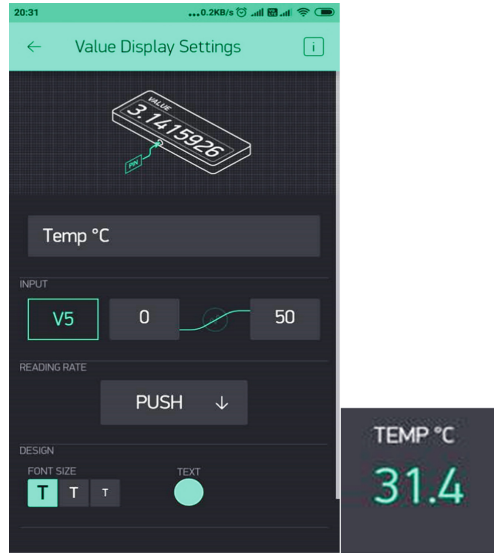 20:31
...0.2KB/s
← Value Display Settings i
VALUE
3.1415926
PIN
Temp °C
INPUT
V5 0 50
READING RATE
PUSH ↓
DESIGN
FONT SIZE TEXT
T T T
TEMP °C
31.4